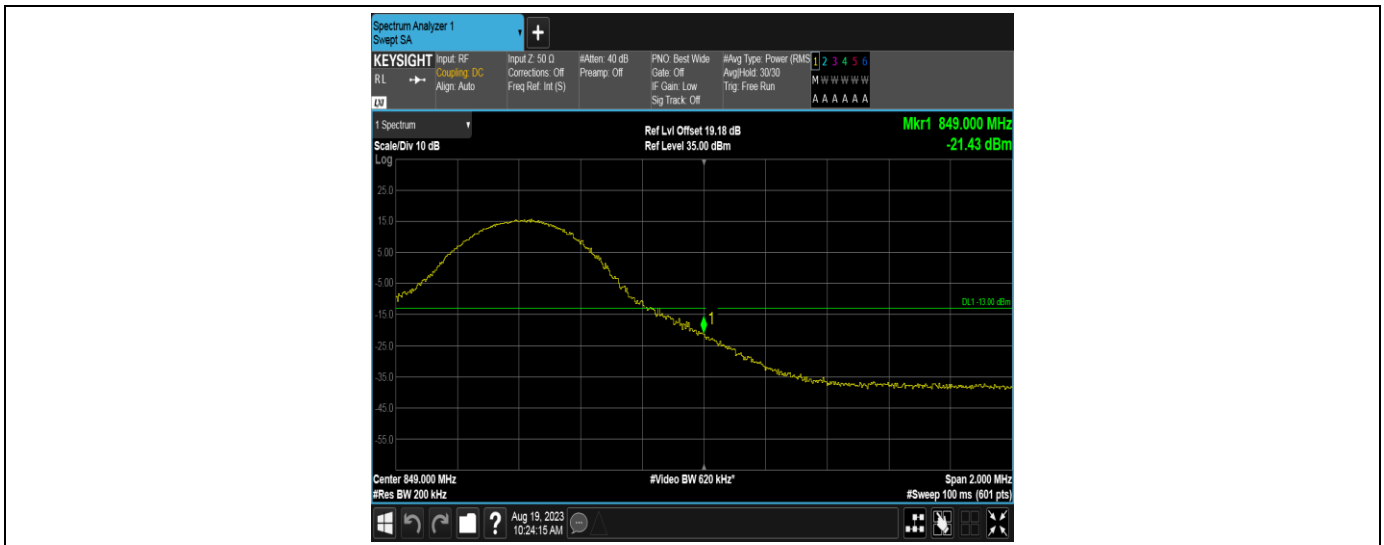 Spectrum Analyzer 1
Swept SA
+
KEYSIGHT Input: RF Input Z: 50 Ω #Atten: 40 dB PNO: Best Wide #Avg Type: Power (RMS 1 2 3 4 5 6
RL Coupling: DC Corrections: Off Preamp: Off Gate: Off Avg|Hold: 30/30 M W W W W W
Align: Auto Freq Ref: Int (S) IF Gain: Low Trig: Free Run
LXI Sig Track: Off A A A A A A
1 Spectrum Ref Lvl Offset 19.18 dB Mkr1 849.000 MHz
Scale/Div 10 dB Ref Level 35.00 dBm -21.43 dBm
Log
25.0
15.0
5.00
-5.00
DL1 -13.00 dBm
-15.0
1
-25.0
-35.0
-45.0
-55.0
Center 849.000 MHz #Video BW 620 kHz* Span 2.000 MHz
#Res BW 200 kHz #Sweep 100 ms (601 pts)
? Aug 19, 2023
10:24:15 AM